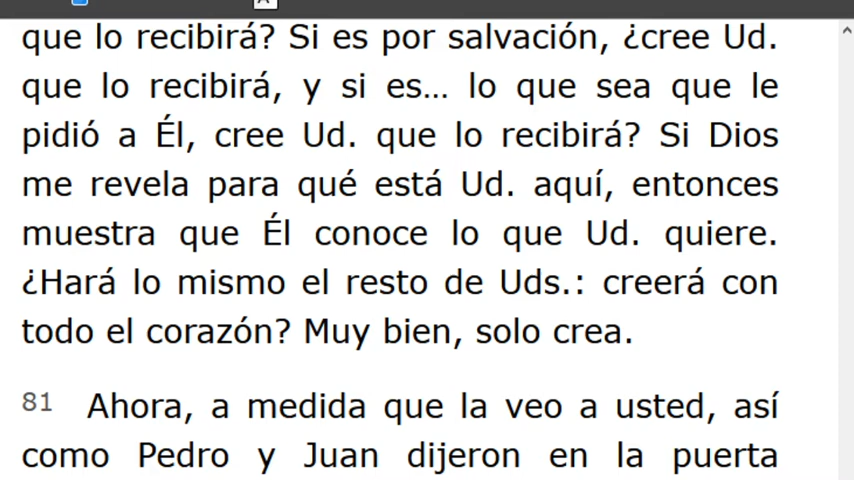 que lo recibirá? Si es por salvación, ¿cree Ud.
que lo recibirá, y si es... lo que sea que le
pidió a Él, cree Ud. que lo recibirá? Si Dios
me revela para qué está Ud. aquí, entonces
muestra que Él conoce lo que Ud. quiere.
¿Hará lo mismo el resto de Uds.: creerá con
todo el corazón? Muy bien, solo crea.
81 Ahora, a medida que la veo a usted, así
como Pedro y Juan dijeron en la puerta